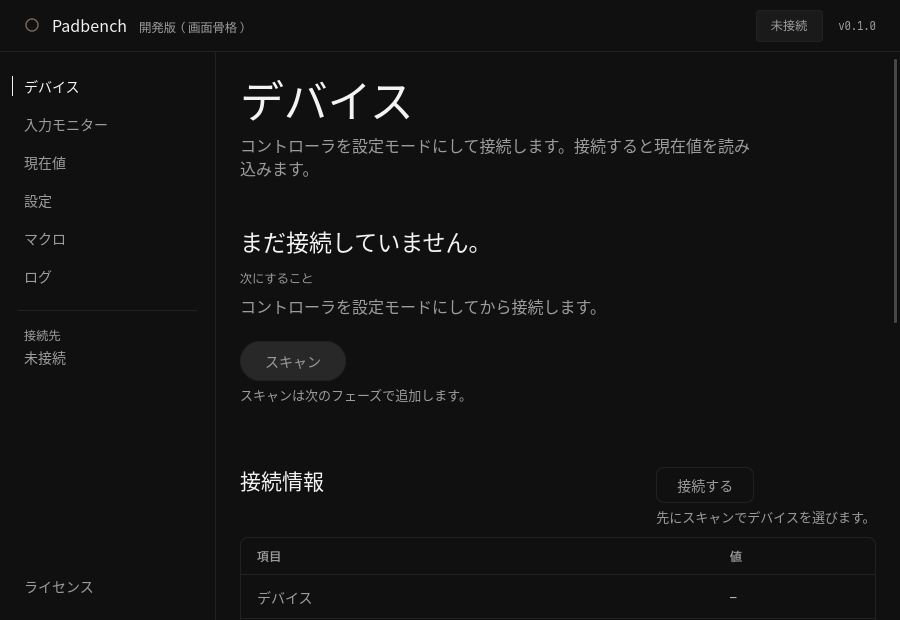 Padbench 開発版 ( 画面骨格 )
未接続 v0.1.0
デバイス
入力モニター
現在値
設定
マクロ
ログ
接続先
未接続
ライセンス
デバイス
コントローラを設定モードにして接続します。接続すると現在値を読み
込みます。
まだ接続していません。
次にすること
コントローラを設定モードにしてから接続します。
スキャン
スキャンは次のフェーズで追加します。
接続情報
接続する
先にスキャンでデバイスを選びます。
項目 値
デバイス –